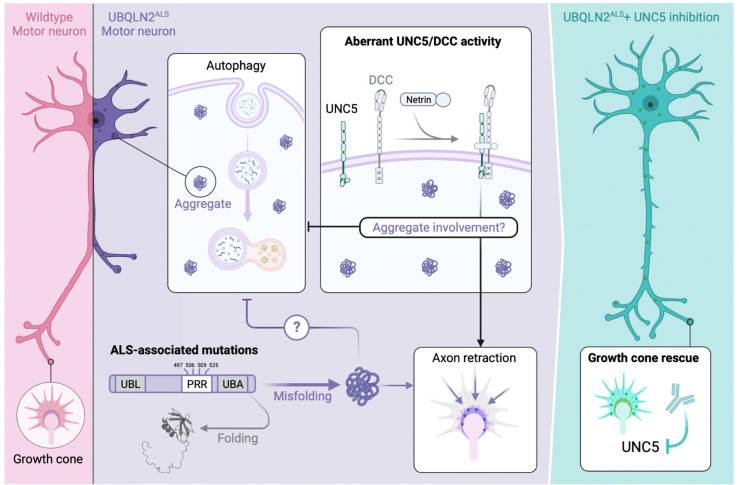 Wildtype
Motor neuron
UBQLN2ALS
Motor neuron
UBQLN2ALS+ UNC5 inhibition
Autophagy
Aberrant UNC5/DCC activity
DCC
UNC5
Netrin
Aggregate
Aggregate involvement?
?
ALS-associated mutations
497 506 509 525
UBL
PRR
UBA
Misfolding
Folding
Axon retraction
Growth cone
Growth cone rescue
UNC5